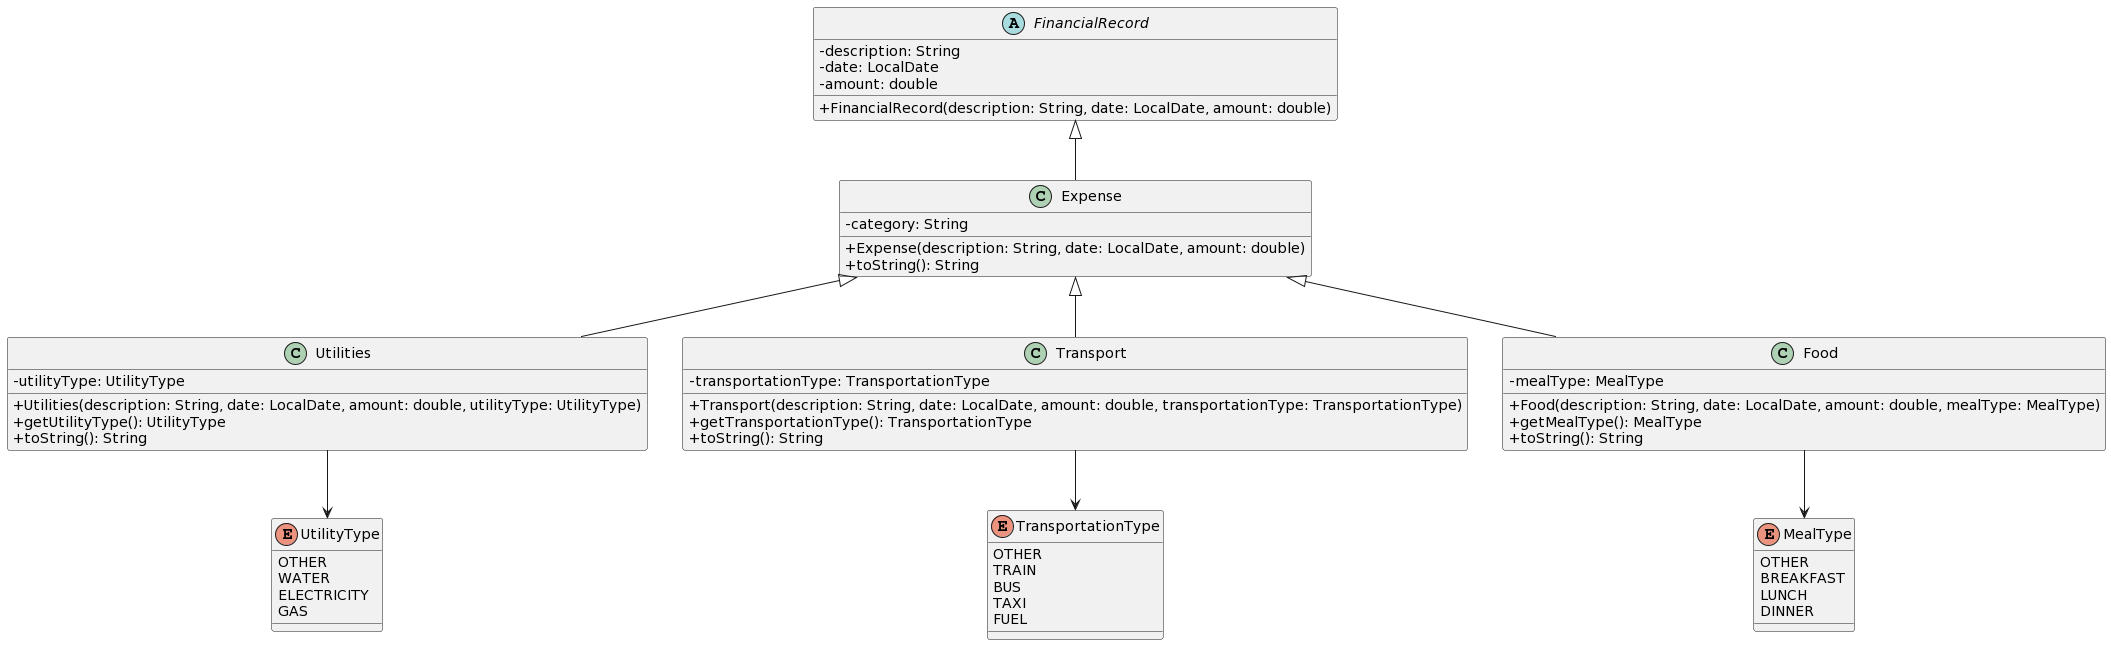 A FinancialRecord
-description: String
-date: LocalDate
-amount: double
+FinancialRecord(description: String, date: LocalDate, amount: double)
C Expense
-category: String
+Expense(description: String, date: LocalDate, amount: double)
+toString(): String
C Utilities
-utilityType: UtilityType
+Utilities(description: String, date: LocalDate, amount: double, utilityType: UtilityType)
+getUtilityType(): UtilityType
+toString(): String
C Transport
-transportationType: TransportationType
+Transport(description: String, date: LocalDate, amount: double, transportationType: TransportationType)
+getTransportationType(): TransportationType
+toString(): String
C Food
-mealType: MealType
+Food(description: String, date: LocalDate, amount: double, mealType: MealType)
+getMealType(): MealType
+toString(): String
E UtilityType
OTHER
WATER
ELECTRICITY
GAS
E TransportationType
OTHER
TRAIN
BUS
TAXI
FUEL
E MealType
OTHER
BREAKFAST
LUNCH
DINNER